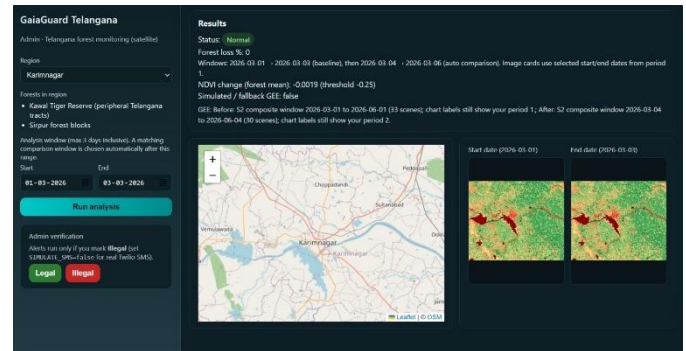 GaiaGuard Telangana
Admin · Telangana forest monitoring (satellite)
Region
Karimnagar
Forests in region
• Kawal Tiger Reserve (peripheral Telangana
tracts)
• Sirpur forest blocks
Analysis window (max 3 days inclusive). A matching
comparison window is chosen automatically after this
range.
Start End
01-03-2026 03-03-2026
Run analysis
Admin verification
Alerts run only if you mark Illegal (set
SIMULATE_SMS=false for real Twilio SMS).
Legal Illegal
Results
Status: Normal
Forest loss %: 0
Windows: 2026-03-01 → 2026-03-03 (baseline), then 2026-03-04 → 2026-03-06 (auto comparison). Image cards use selected start/end dates from period
1.
NDVI change (forest mean): -0.0019 (threshold -0.25)
Simulated / fallback GEE: false
GEE: Before: S2 composite window 2026-03-01 to 2026-06-01 (33 scenes); chart labels still show your period 1.; After: S2 composite window 2026-03-04
to 2026-06-04 (30 scenes); chart labels still show your period 2.
+
−
Peddapalli
Choppadandi
Sultanabad
Vemulawada
Karimnagar
Karimnagar
Leaflet | © OSM
Start date (2026-03-01) End date (2026-03-03)